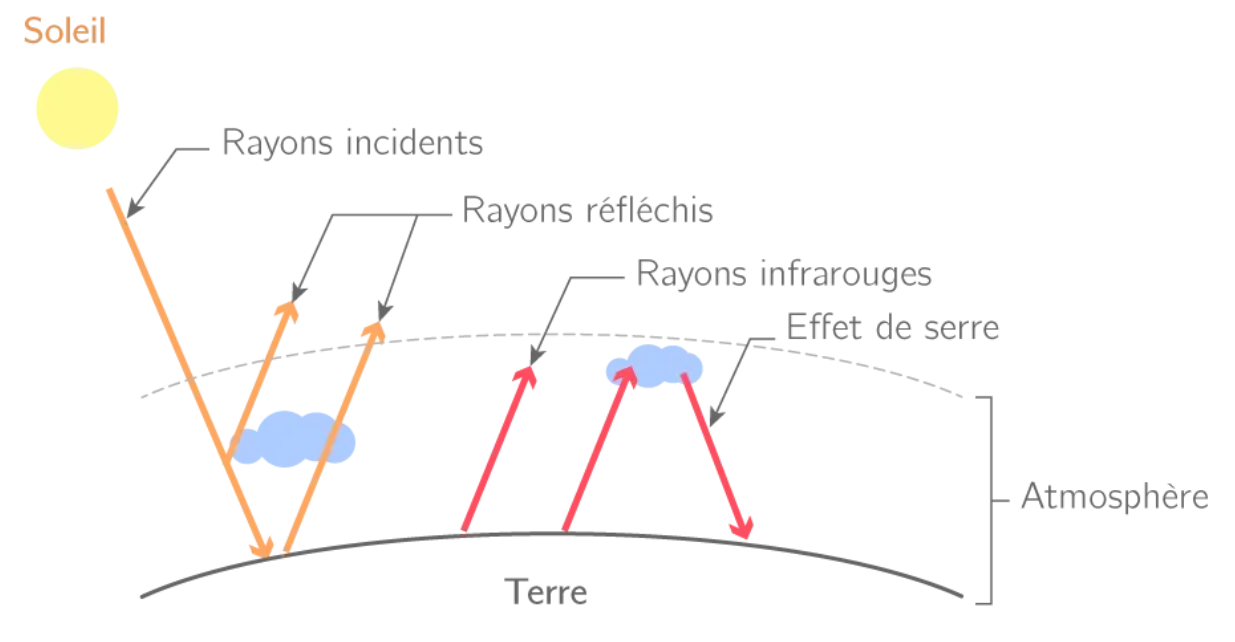 Soleil
Rayons incidents
Rayons réfléchis
Rayons infrarouges
Effet de serre
Atmosphère
Terre